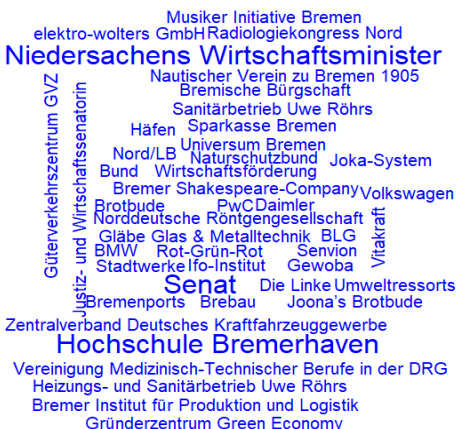 Musiker Initiative Bremen
elektro-wolters GmbH Radiologiekongress Nord
Niedersachens Wirtschaftsminister
Nautischer Verein zu Bremen 1905
Bremische Bürgschaft
Sanitärbetrieb Uwe Röhrs
Häfen Sparkasse Bremen
Universum Bremen
Nord/LB Naturschutzbund Joka-System
Bund Wirtschaftsförderung
Bremer Shakespeare-Company Volkswagen
Brotbude PwC Daimler
Norddeutsche Röntgengesellschaft
Gläbe Glas & Metalltechnik BLG
BMW Rot-Grün-Rot Senvion
Stadtwerke Ifo-Institut Gewoba
Güterverkehrszentrum GVZ
Justiz- und Wirtschaftssenatorin
Vitakraft
Senat Die Linke Umweltressorts
Bremenports Brebau Joona's Brotbude
Zentralverband Deutsches Kraftfahrzeuggewerbe
Hochschule Bremerhaven
Vereinigung Medizinisch-Technischer Berufe in der DRG
Heizungs- und Sanitärbetrieb Uwe Röhrs
Bremer Institut für Produktion und Logistik
Gründerzentrum Green Economy